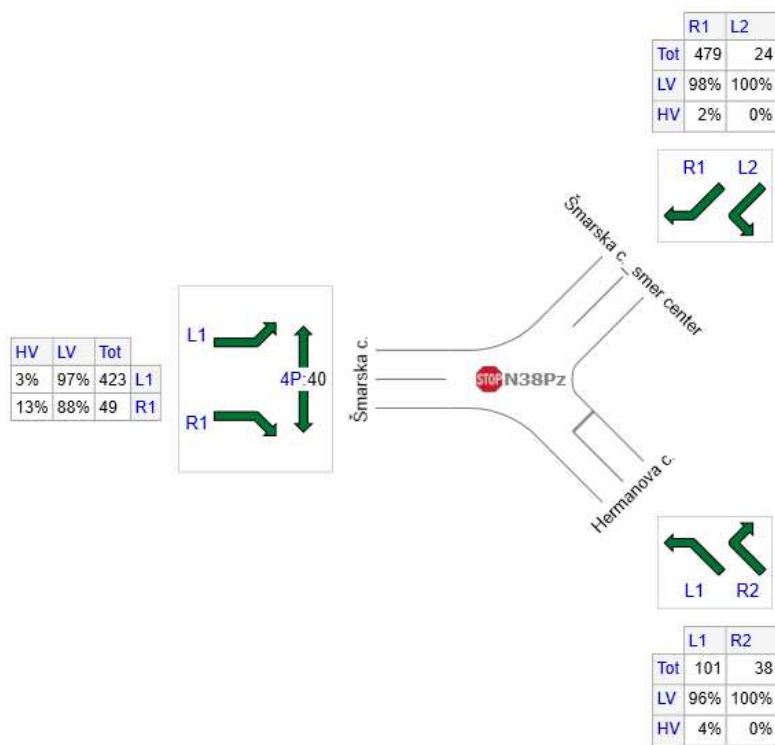 R1 L2
Tot 479 24
LV 98% 100%
HV 2% 0%
R1 L2
Šmarska c._ smer center
L1
4P:40
R1
HV LV Tot
3% 97% 423 L1
13% 88% 49 R1
Šmarska c.
STOP N38Pz
Hermanova c.
L1 R2
L1 R2
Tot 101 38
LV 96% 100%
HV 4% 0%